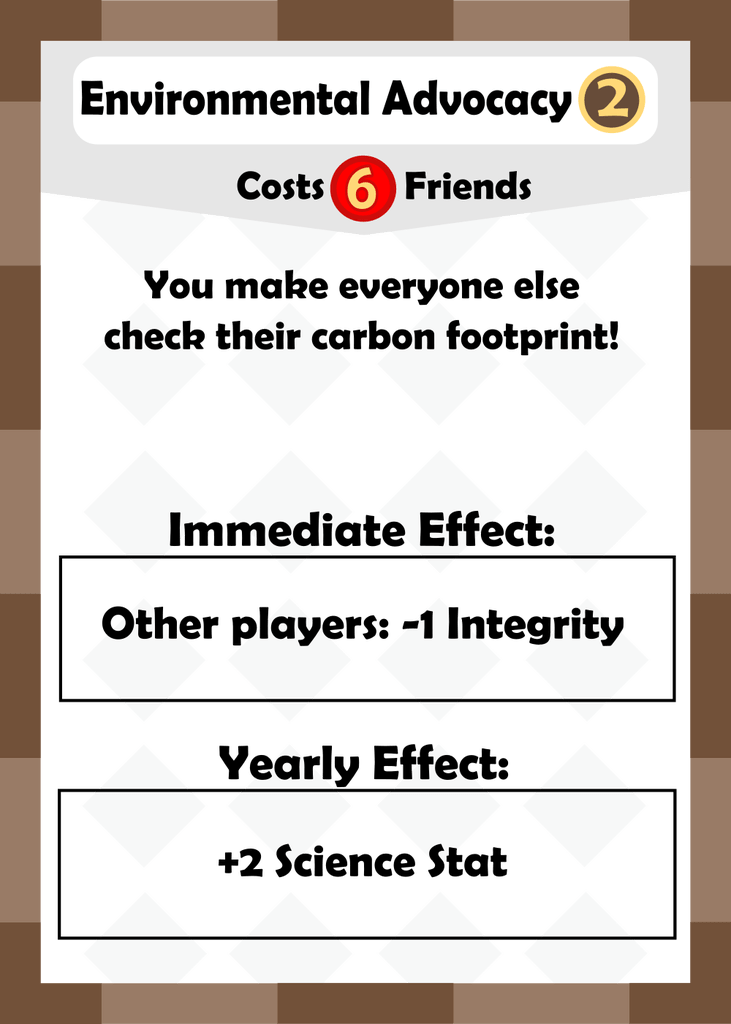 Environmental Advocacy 2
Costs 6 Friends
You make everyone else
check their carbon footprint!
Immediate Effect:
Other players: -1 Integrity
Yearly Effect:
+2 Science Stat